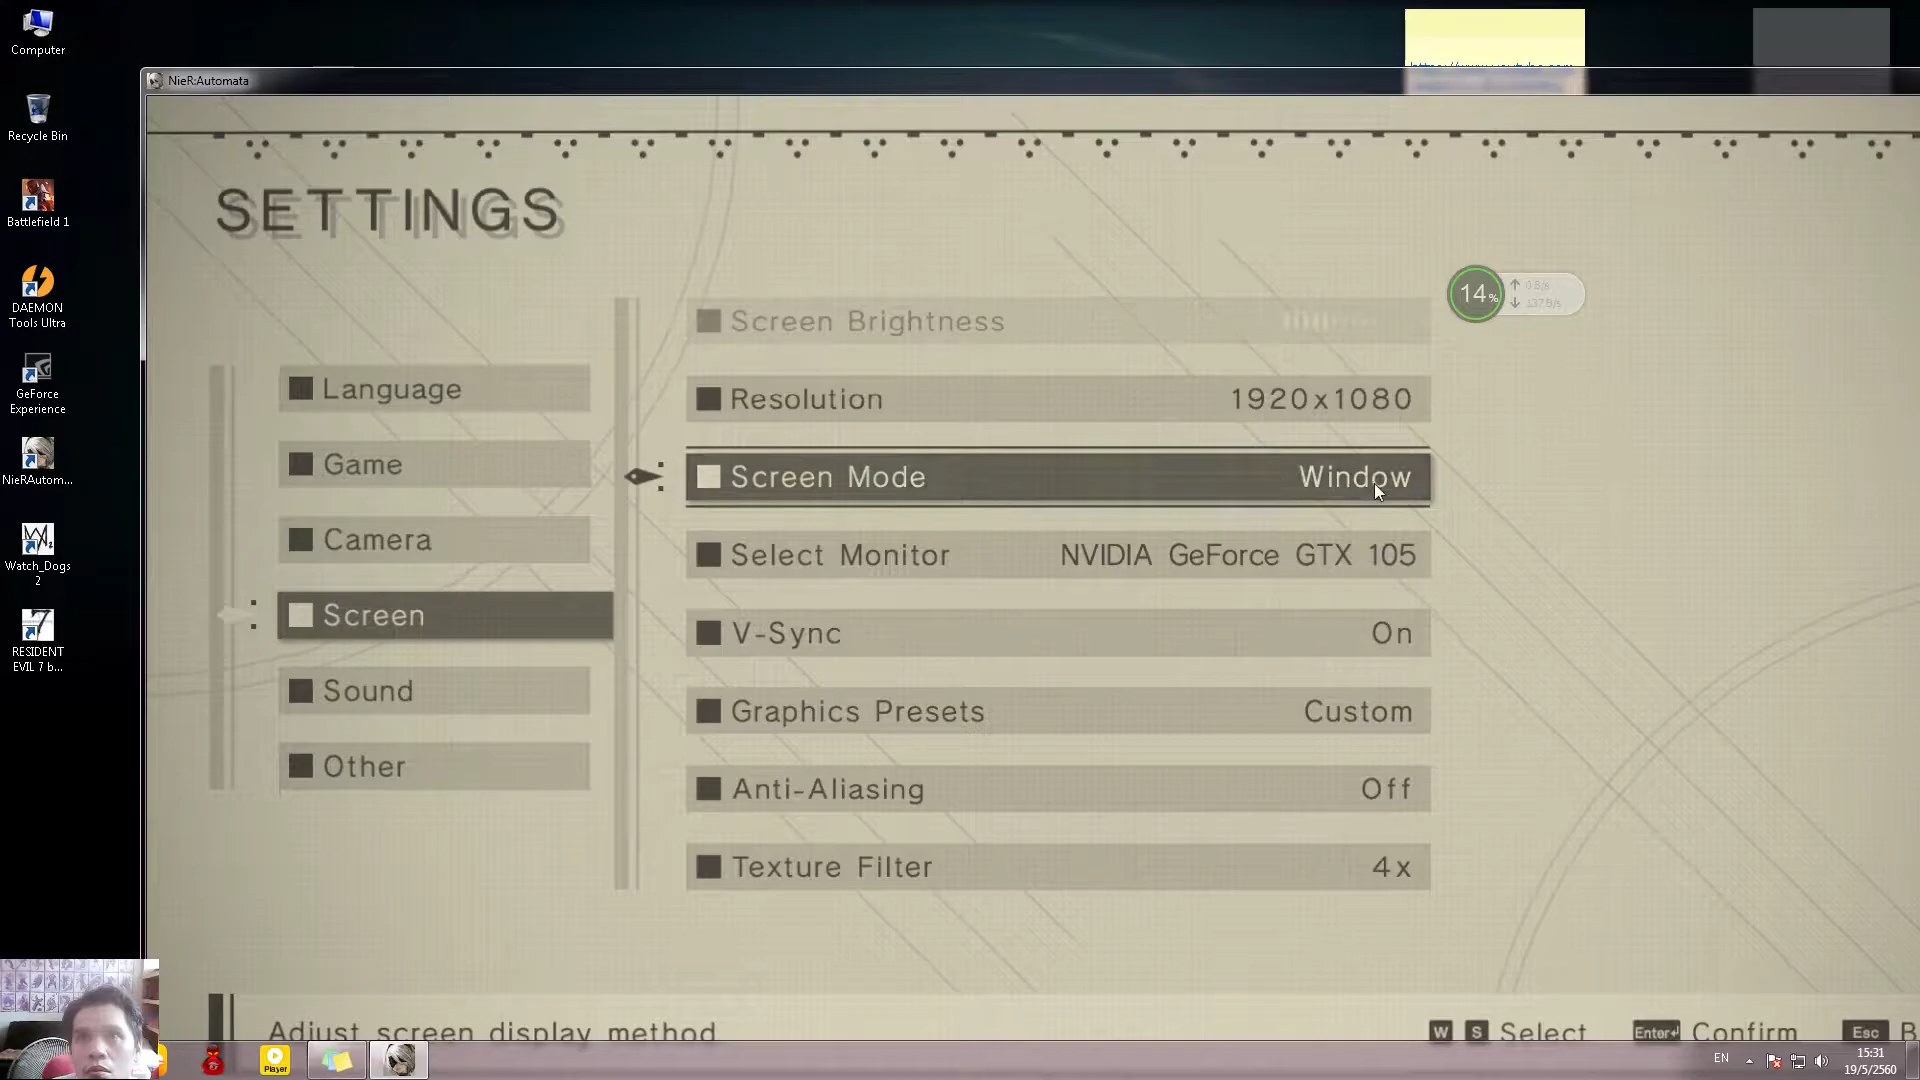 Computer
Recycle Bin
Battlefield 1
DAEMON
Tools Ultra
GeForce
Experience
NieRAutom...
Watch_Dogs
2
RESIDENT
EVIL 7 b...
NieR:Automata
SETTINGS
Language
Game
Camera
Screen
Sound
Other
Screen Brightness
Resolution 1920x1080
Screen Mode Window
Select Monitor NVIDIA GeForce GTX 105
V-Sync On
Graphics Presets Custom
Anti-Aliasing Off
Texture Filter 4x
14%
Adjust screen display method
W S Select Enter Confirm Esc B
Player
EN
15:31
19/5/2560